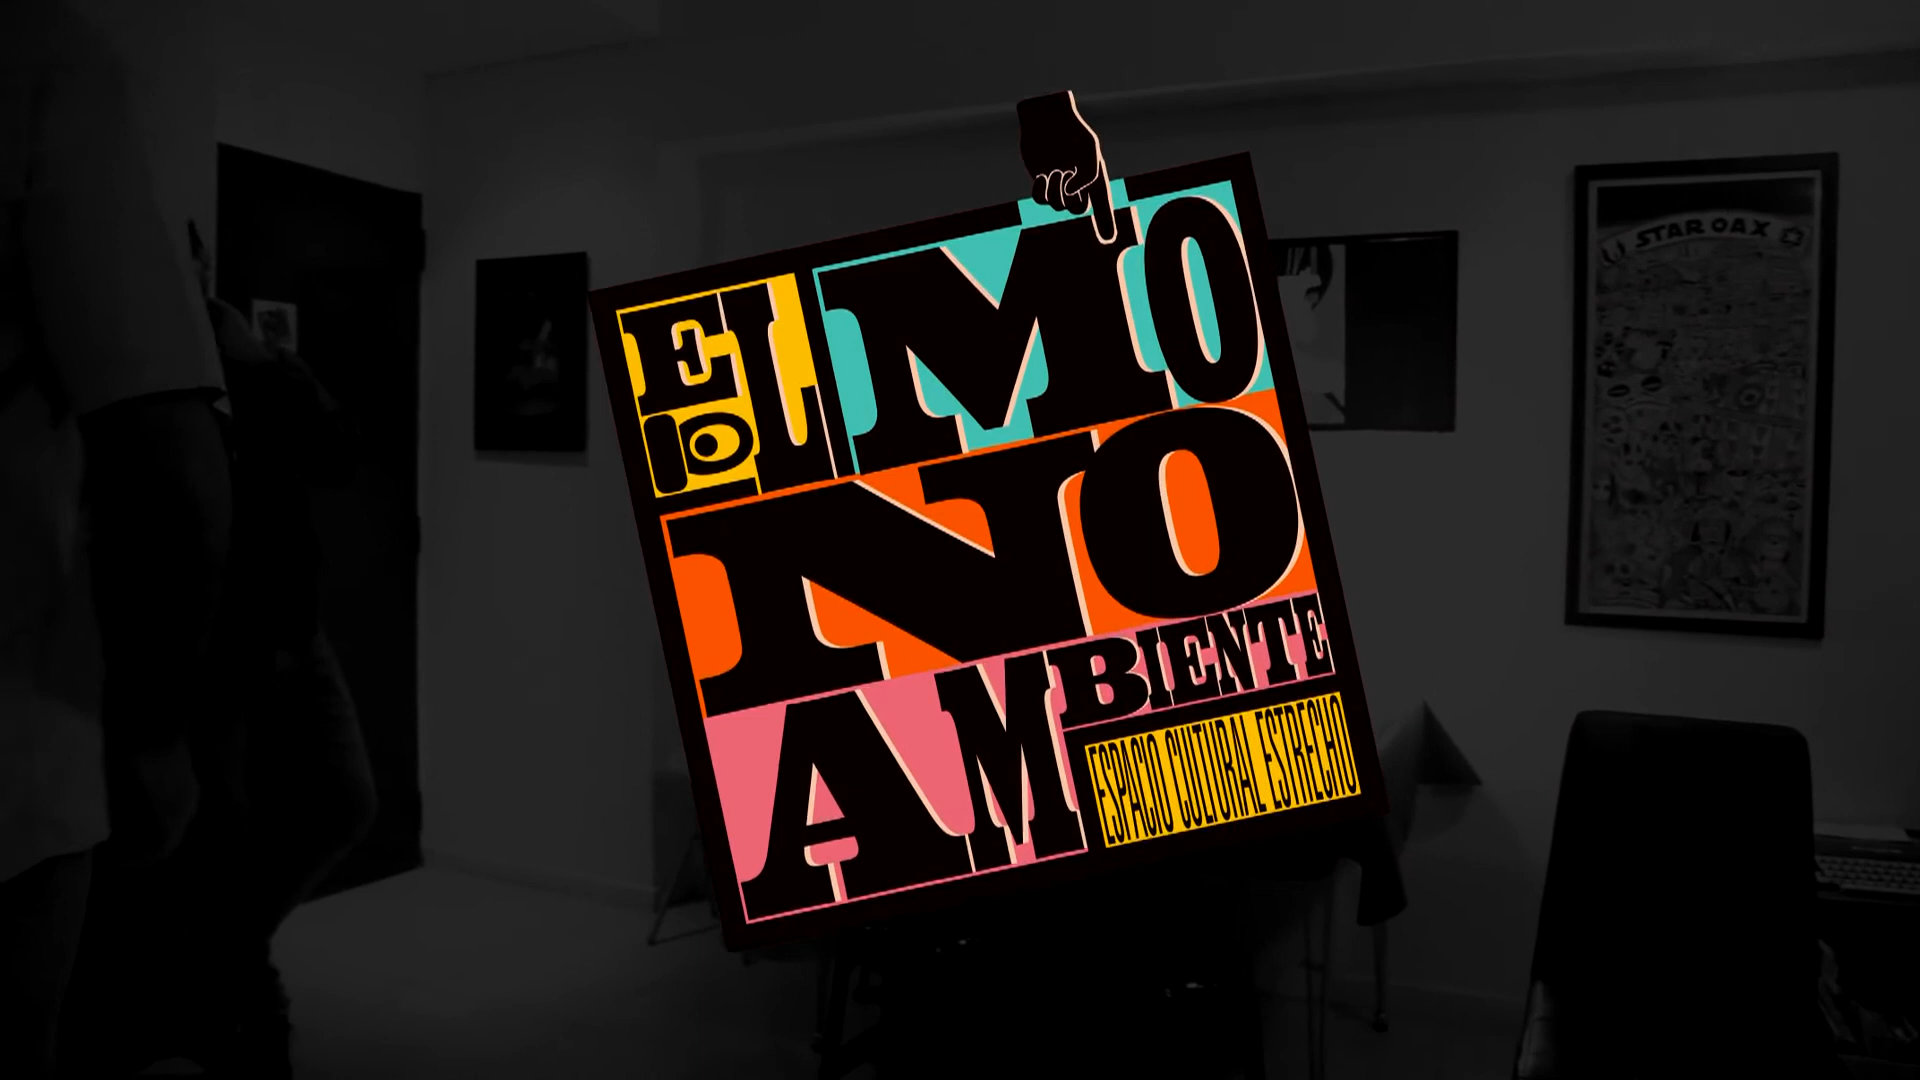 EL MO
NO
AMBIENTE
ESPACIO CULTURAL ESTRECHO
STAR OAX